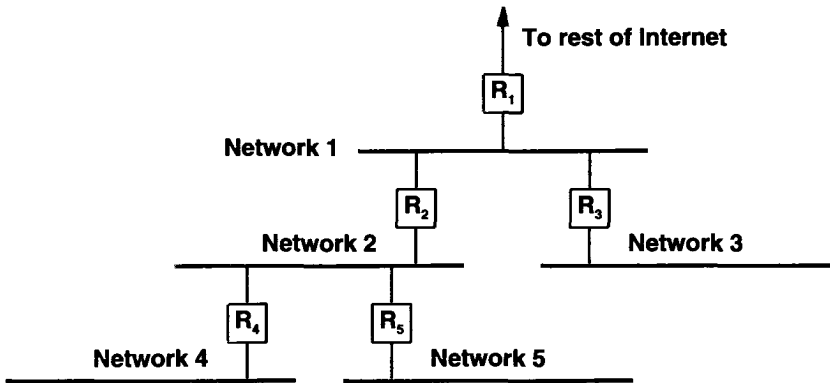 To rest of Internet
R₁
Network 1
R₂
R₃
Network 2
Network 3
R₄
R₅
Network 4
Network 5